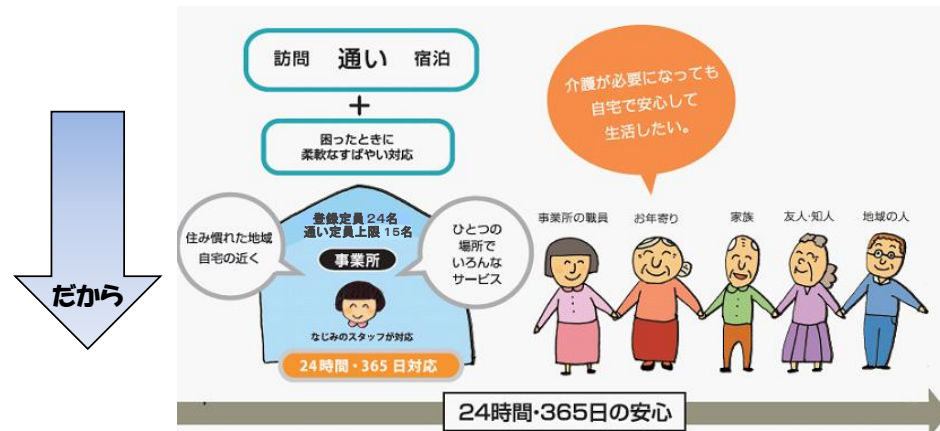 訪問 通い 宿泊
+
困ったときに
柔軟なすばやい対応
登録定員24名
通い定員上限15名
事業所
住み慣れた地域
自宅の近く
ひとつの
場所で
いろんな
サービス
なじみのスタッフが対応
24時間・365日対応
介護が必要になっても
自宅で安心して
生活したい。
事業所の職員 お年寄り 家族 友人・知人 地域の人
だから
24時間・365日の安心